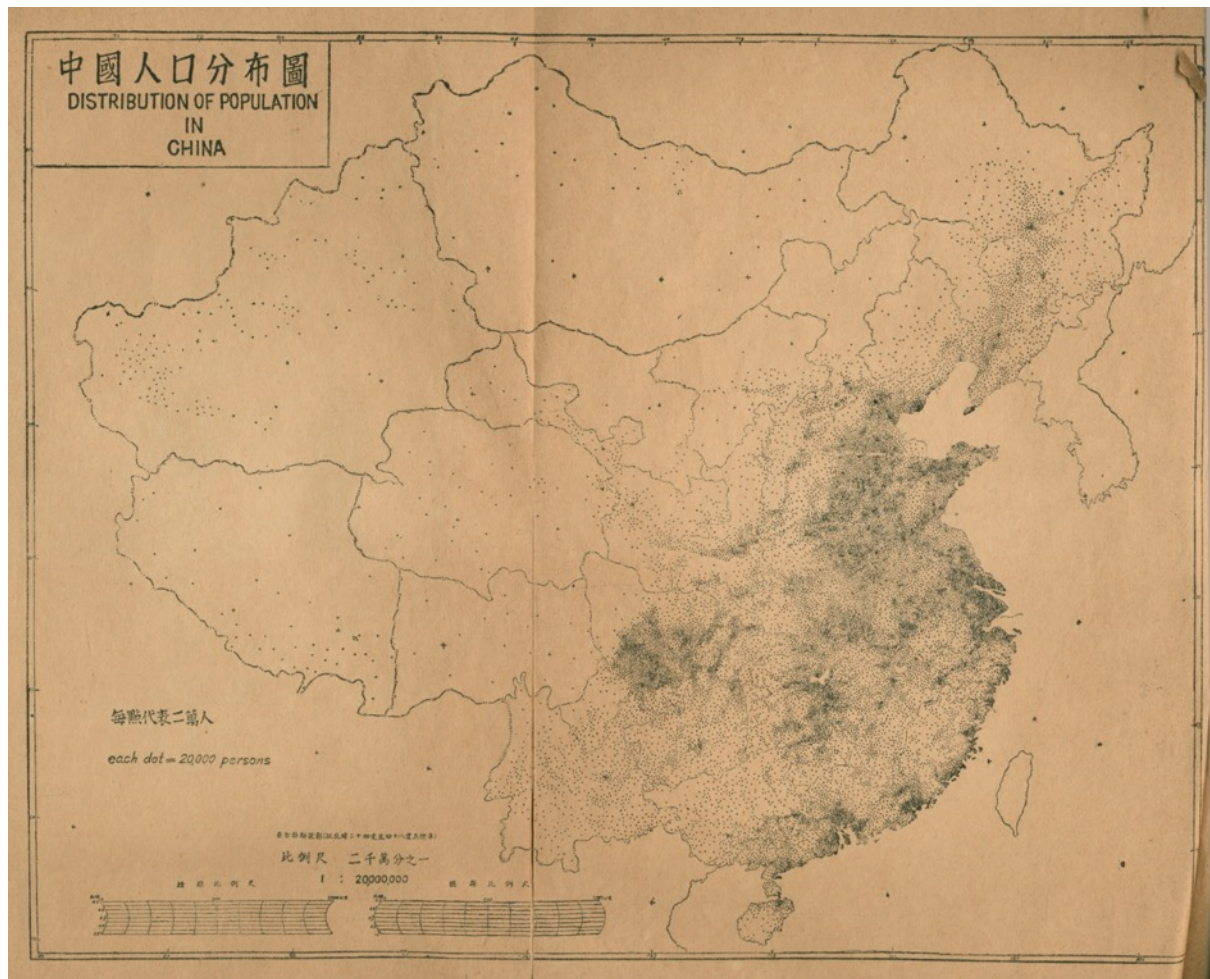 中國人口分布圖
DISTRIBUTION OF POPULATION
IN
CHINA
每點代表二萬人
each dot = 20,000 persons
比例尺 二千萬分之一
1 : 20,000,000